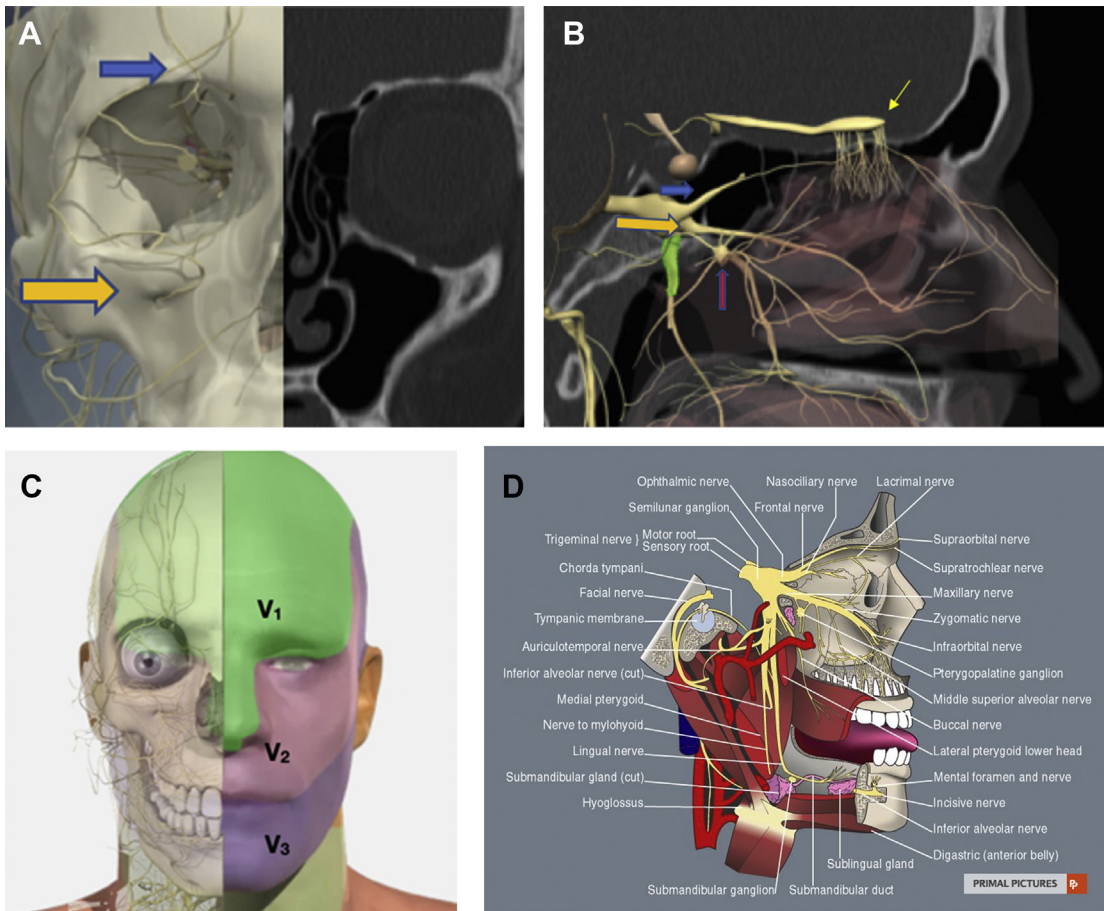 A
B
C
V1
V2
V3
D
Ophthalmic nerve
Semilunar ganglion
Trigeminal nerve } Motor root
Sensory root
Chorda tympani
Facial nerve
Tympanic membrane
Auriculotemporal nerve
Inferior alveolar nerve (cut)
Medial pterygoid
Nerve to mylohyoid
Lingual nerve
Submandibular gland (cut)
Hyoglossus
Nasociliary nerve
Frontal nerve
Lacrimal nerve
Supraorbital nerve
Supratrochlear nerve
Maxillary nerve
Zygomatic nerve
Infraorbital nerve
Pterygopalatine ganglion
Middle superior alveolar nerve
Buccal nerve
Lateral pterygoid lower head
Mental foramen and nerve
Incisive nerve
Inferior alveolar nerve
Digastric (anterior belly)
Sublingual gland
Submandibular ganglion
Submandibular duct
PRIMAL PICTURES